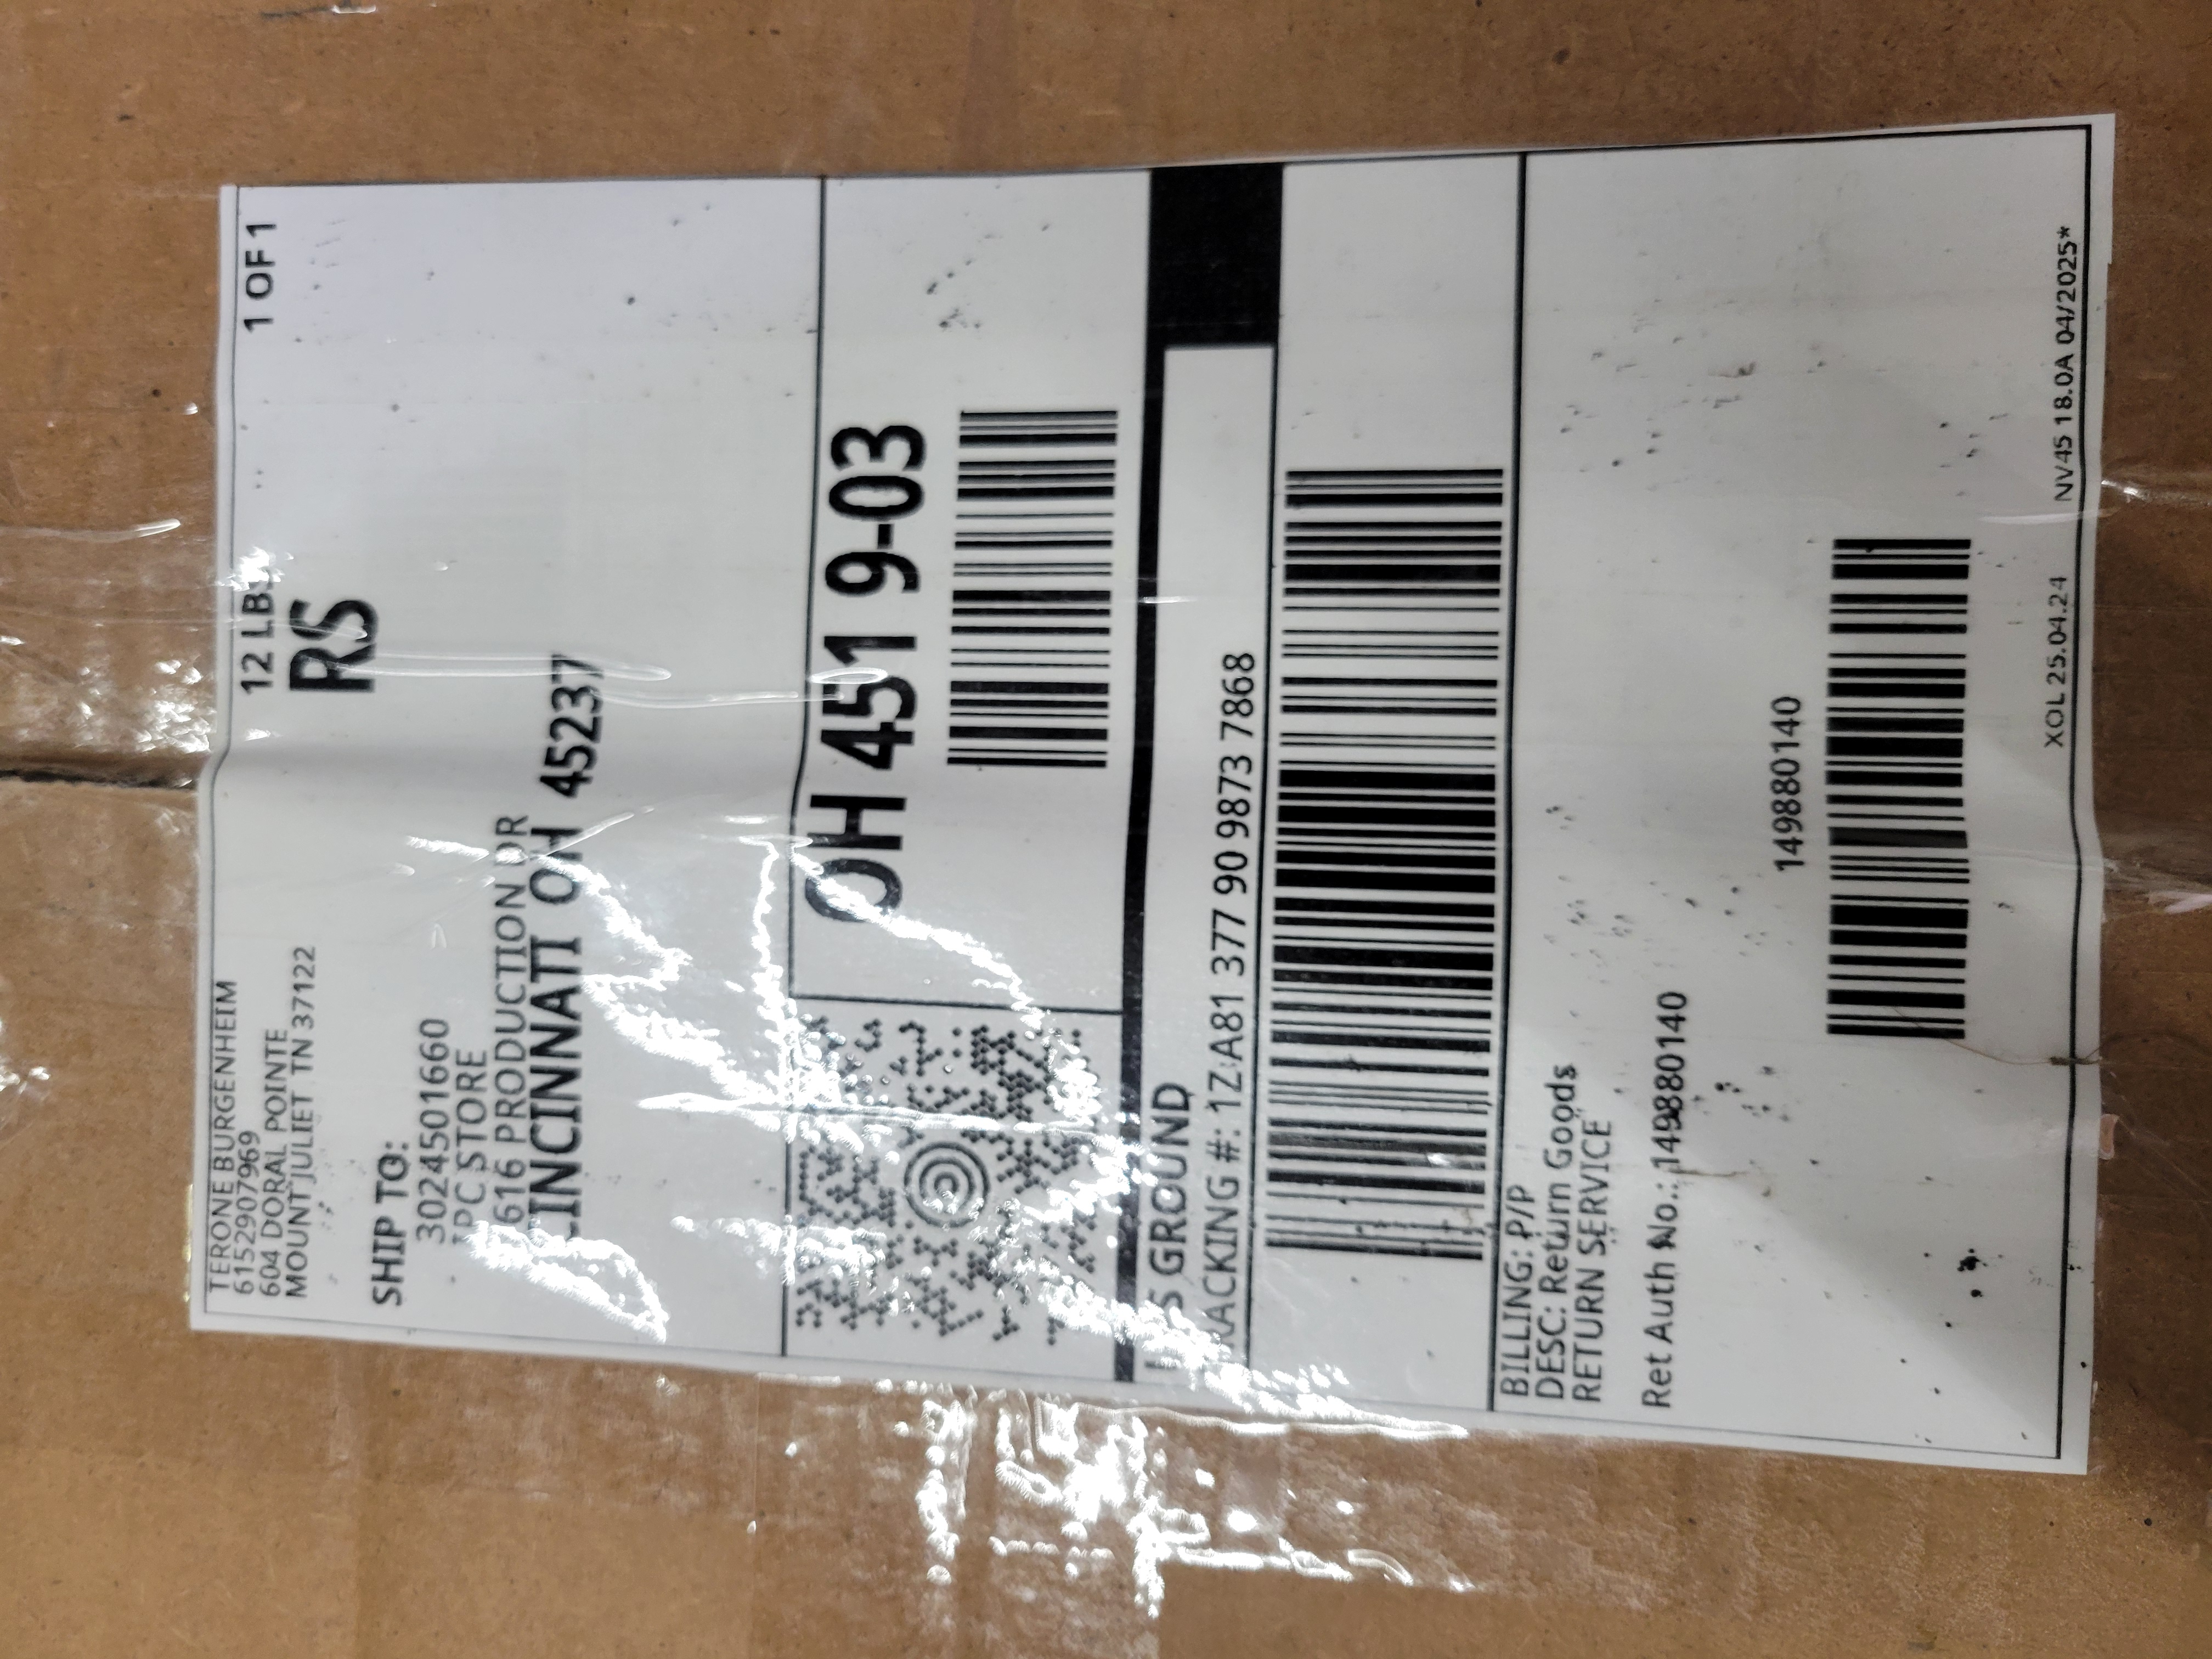 TERONE BURGENHEIM
6152907969
604 DORAL POINTE
MOUNT JULIET TN 37122
12 LBS
1 OF 1
RS
SHIP TO:
3024501660
IPC STORE
1616 PRODUCTION DR
CINCINNATI OH 45237
OH 451 9-03
UPS GROUND
TRACKING #: 1Z A81 377 90 9873 7868
BILLING: P/P
DESC: Return Goods
RETURN SERVICE
Ret Auth No.: 149880140
149880140
XOL 25.04.24
NV45 18.0A 04/2025*